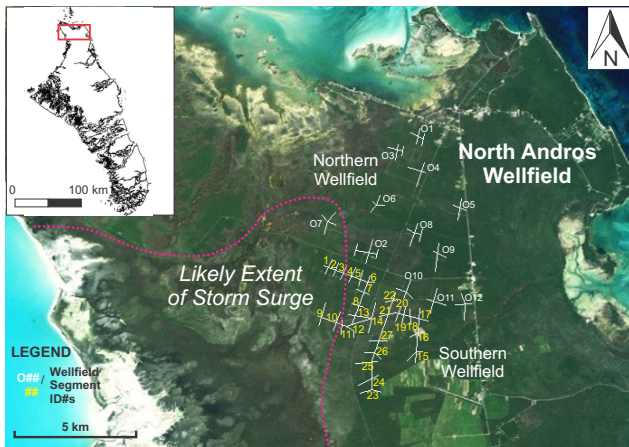 N
0 100 km
North Andros
Wellfield
Northern
Wellfield
O1
O3
O4
O6
O5
O7
O8
O2
O9
O10
O11 O12
Likely Extent
of Storm Surge
1 2 3 4 5 6
7
8
9 10
11 12
13 14
22
21 20
19 18 17
27 16
26 15
25
24
23
Southern
Wellfield
LEGEND
O## / Wellfield
## Segment
ID#s
5 km